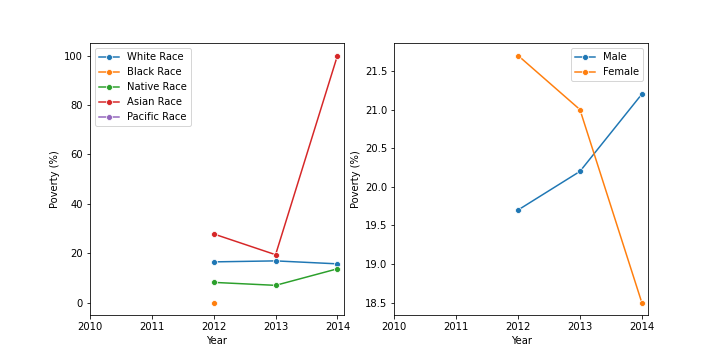 100
80
60
40
20
0
Poverty (%)
White Race
Black Race
Native Race
Asian Race
Pacific Race
2010 2011 2012 2013 2014
Year
21.5
21.0
20.5
20.0
19.5
19.0
18.5
Poverty (%)
Male
Female
2010 2011 2012 2013 2014
Year